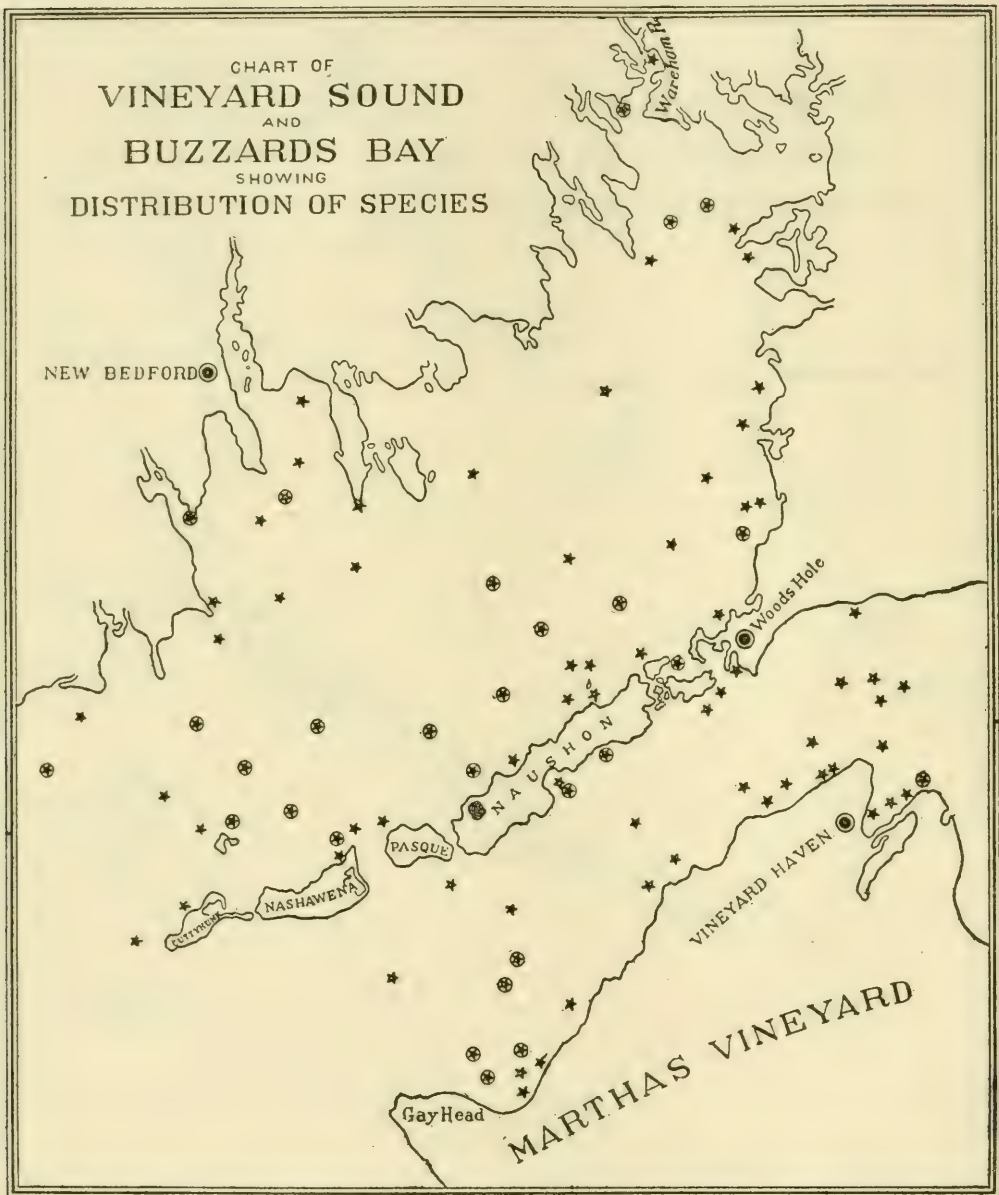 CHART OF
VINEYARD SOUND
AND
BUZZARDS BAY
SHOWING
DISTRIBUTION OF SPECIES
Wareham R.
NEW BEDFORD
Woods Hole
NAUSHON
PASQUE
NASHAWENA
CUTTYHUNK
VINEYARD HAVEN
MARTHAS VINEYARD
Gay Head